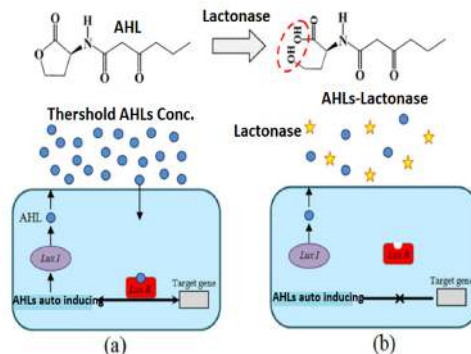 AHL
Lactonase
O
O
H
N
O
O
OH
OH
O
H
N
O
O
Thershold AHLs Conc.
AHLs-Lactonase
Lactonase
AHL
Lux I
Lux R
Target gene
AHLs auto inducing
Lux I
Lux R
Target gene
AHLs auto inducing
(a)
(b)